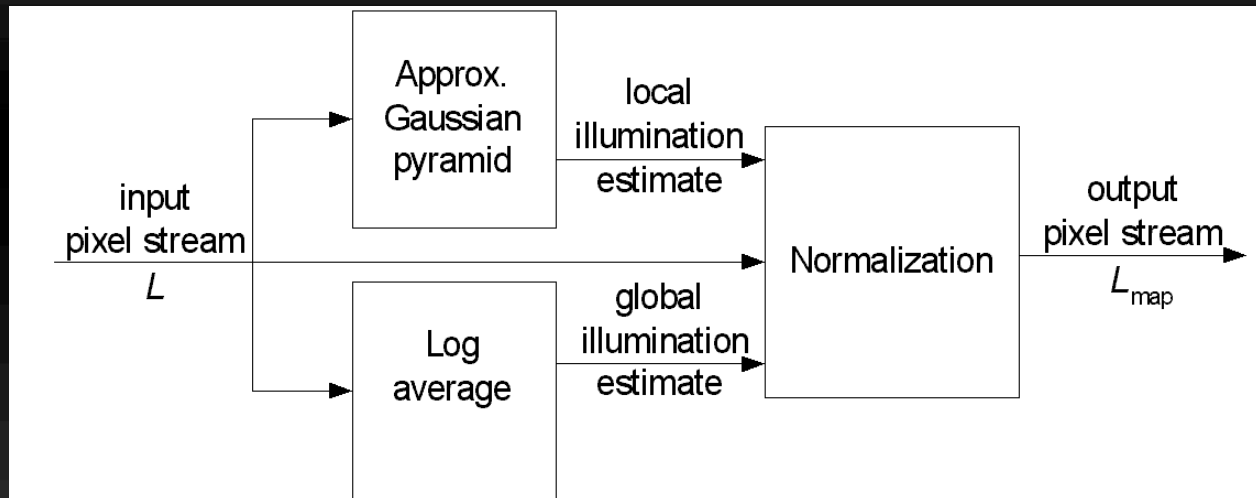 input
pixel stream
L
Approx.
Gaussian
pyramid
local
illumination
estimate
Log
average
global
illumination
estimate
Normalization
output
pixel stream
Lmap